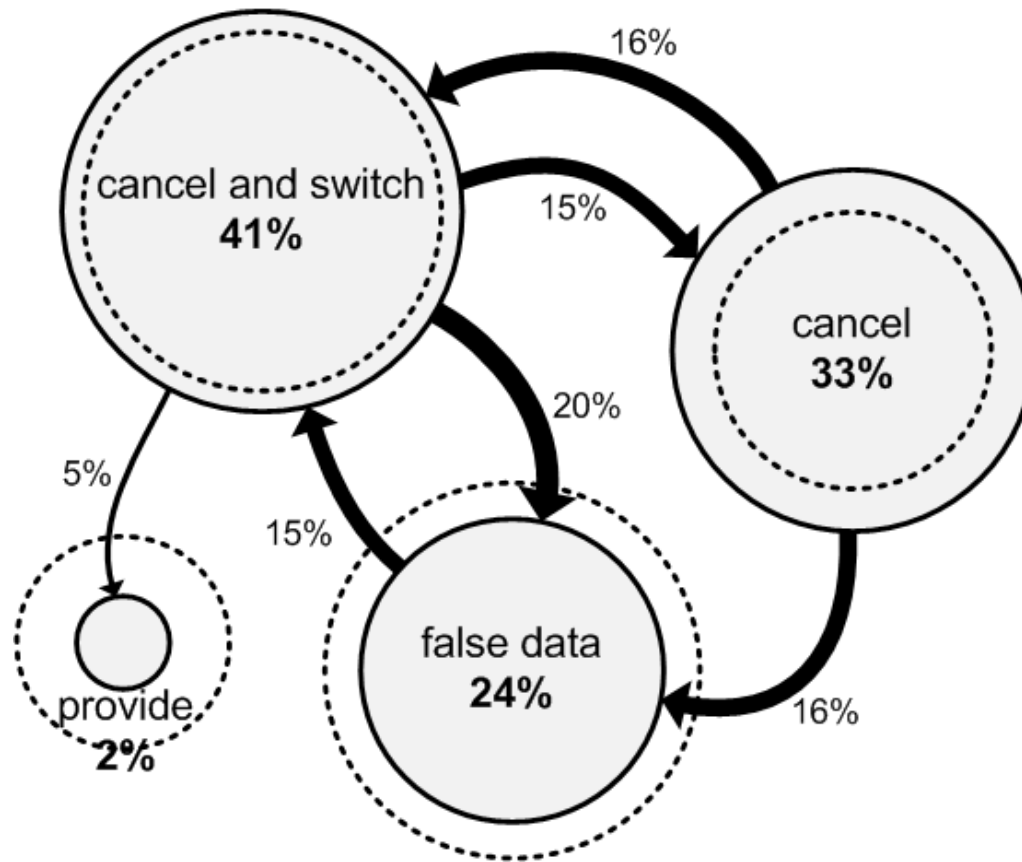 16%
cancel and switch
41%
15%
cancel
33%
20%
5%
15%
false data
24%
provide
2%
16%